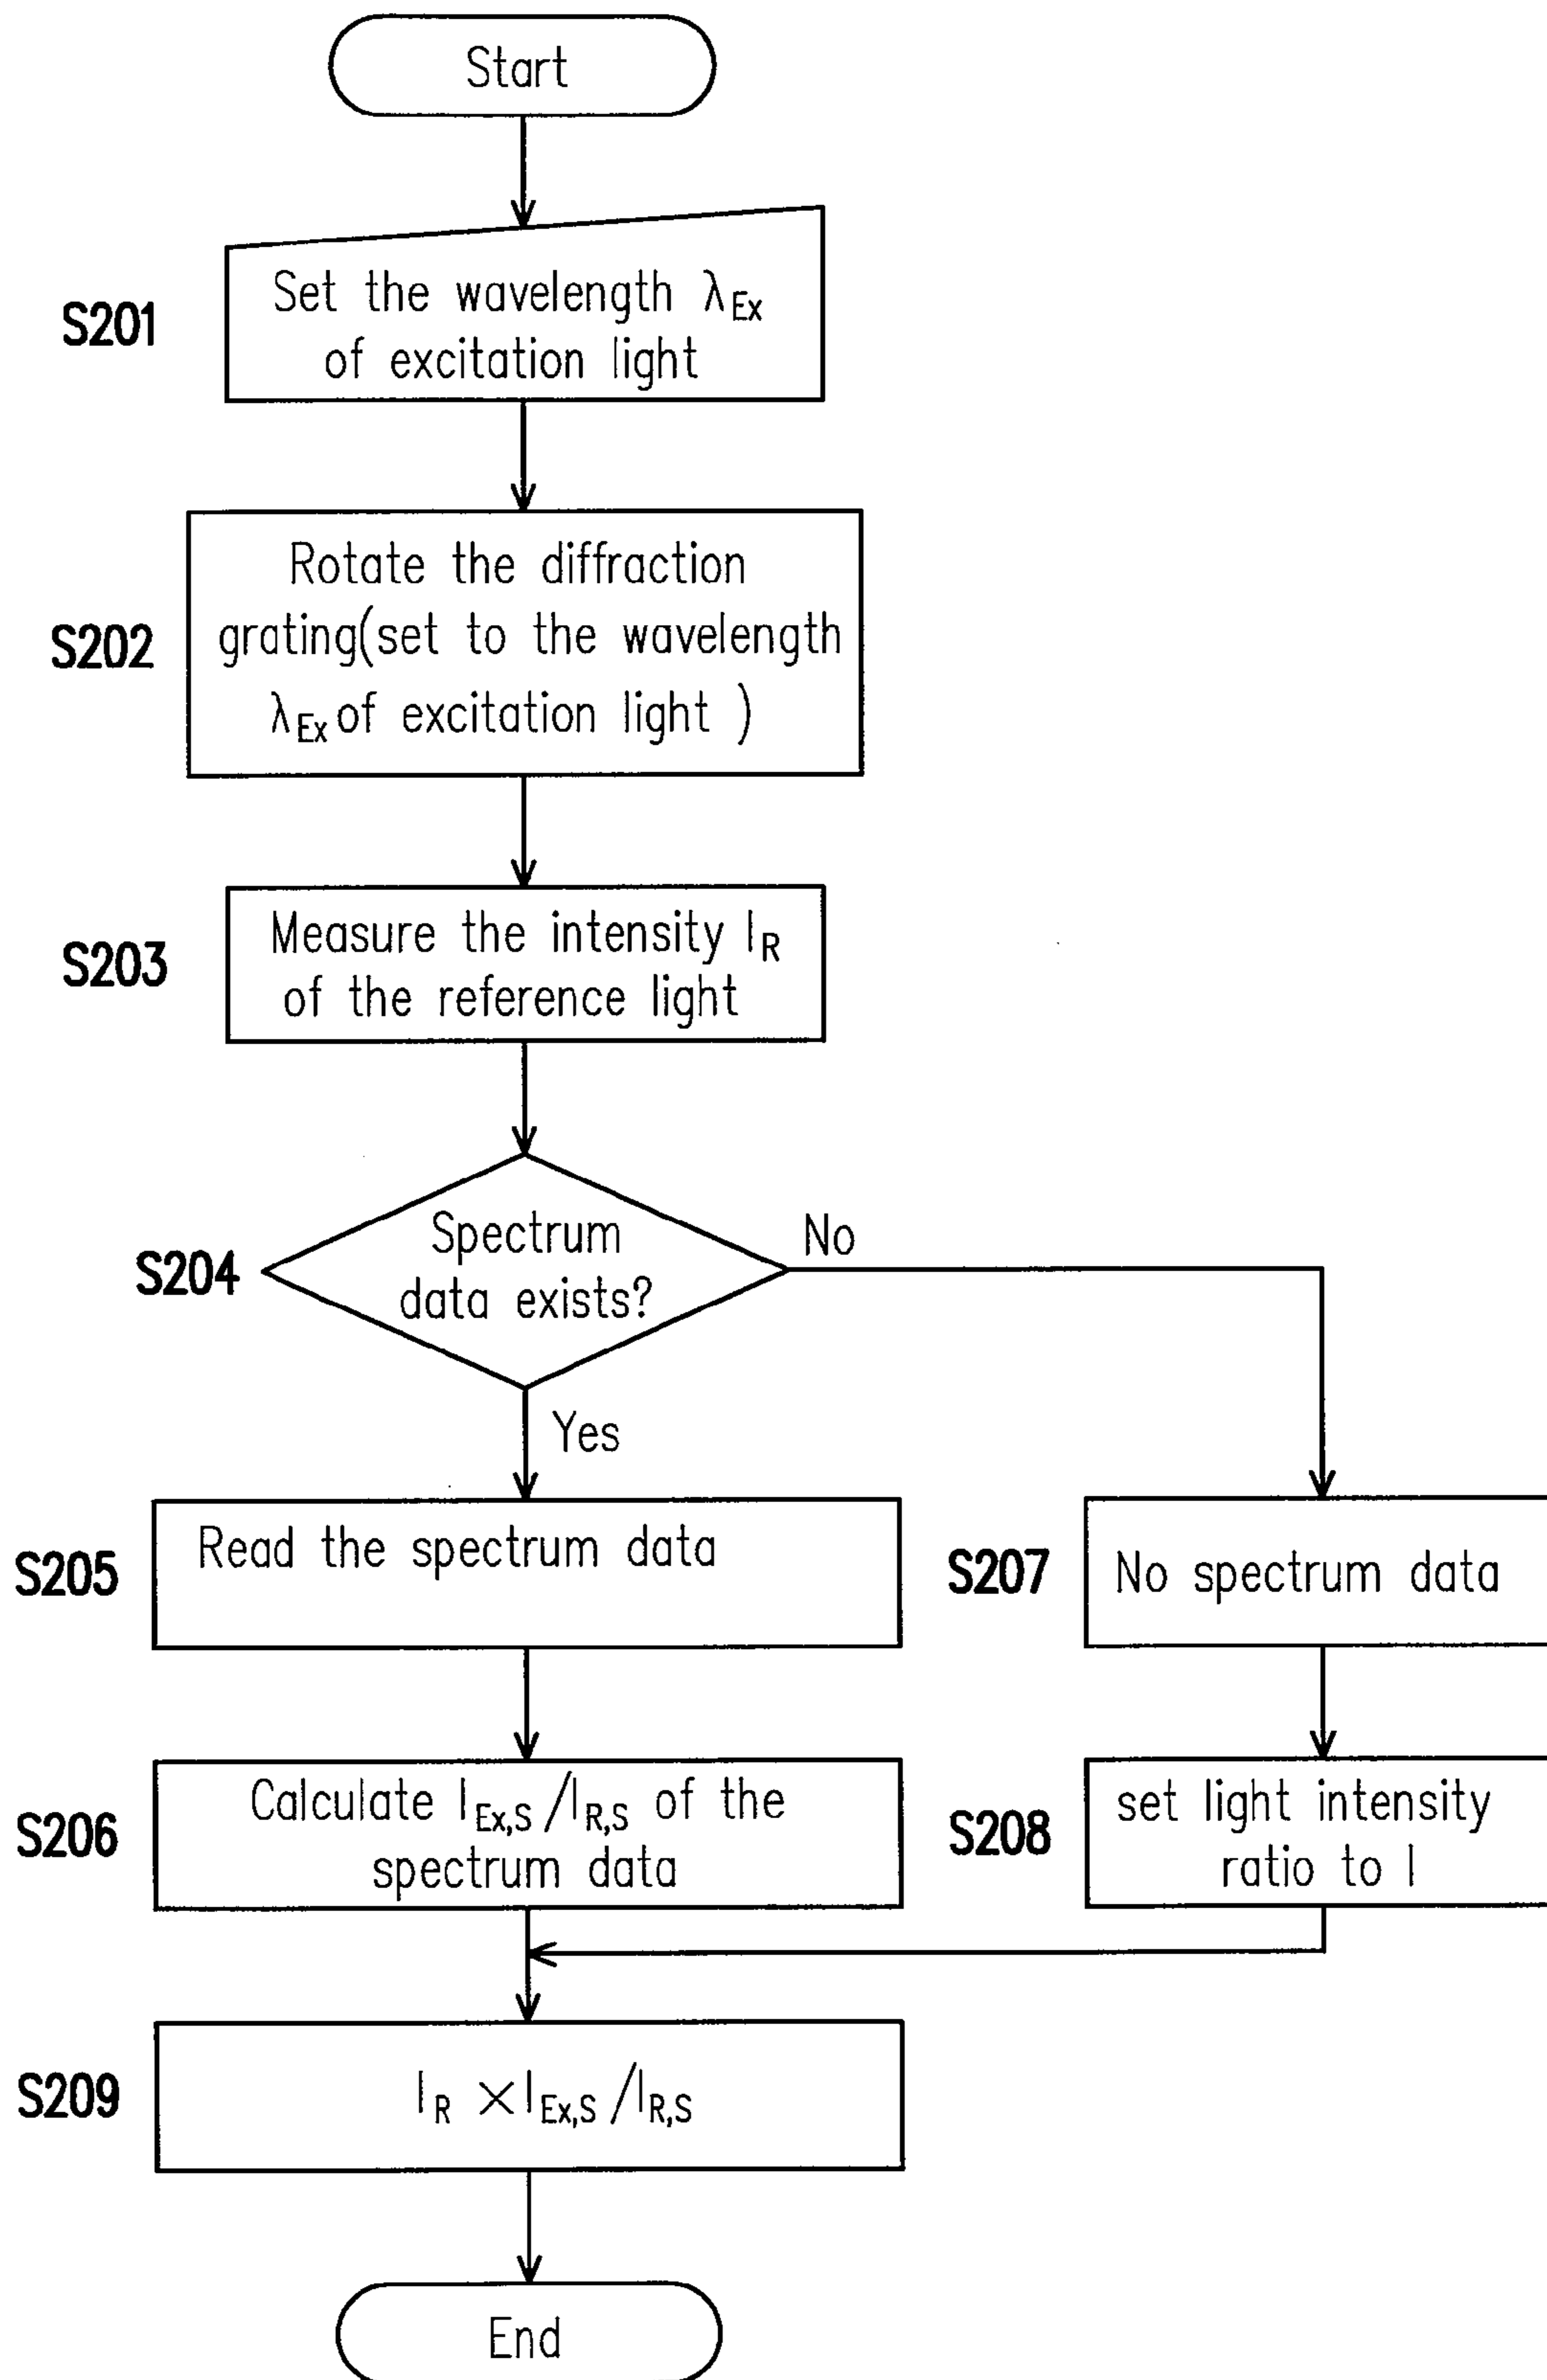 Start
S201
Set the wavelength λEx
of excitation light
S202
Rotate the diffraction
grating(set to the wavelength
λEx of excitation light )
S203
Measure the intensity IR
of the reference light
S204
Spectrum
data exists?
No
Yes
S205
Read the spectrum data
S207
No spectrum data
S206
Calculate IEx,S /IR,S of the
spectrum data
S208
set light intensity
ratio to 1
S209
IR ×IEx,S /IR,S
End